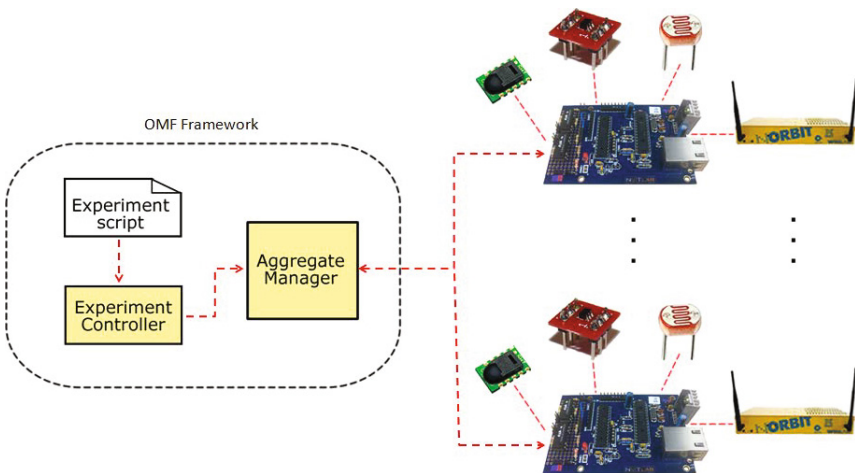 OMF Framework
Experiment
script
Aggregate
Manager
Experiment
Controller
ORBIT
ORBIT